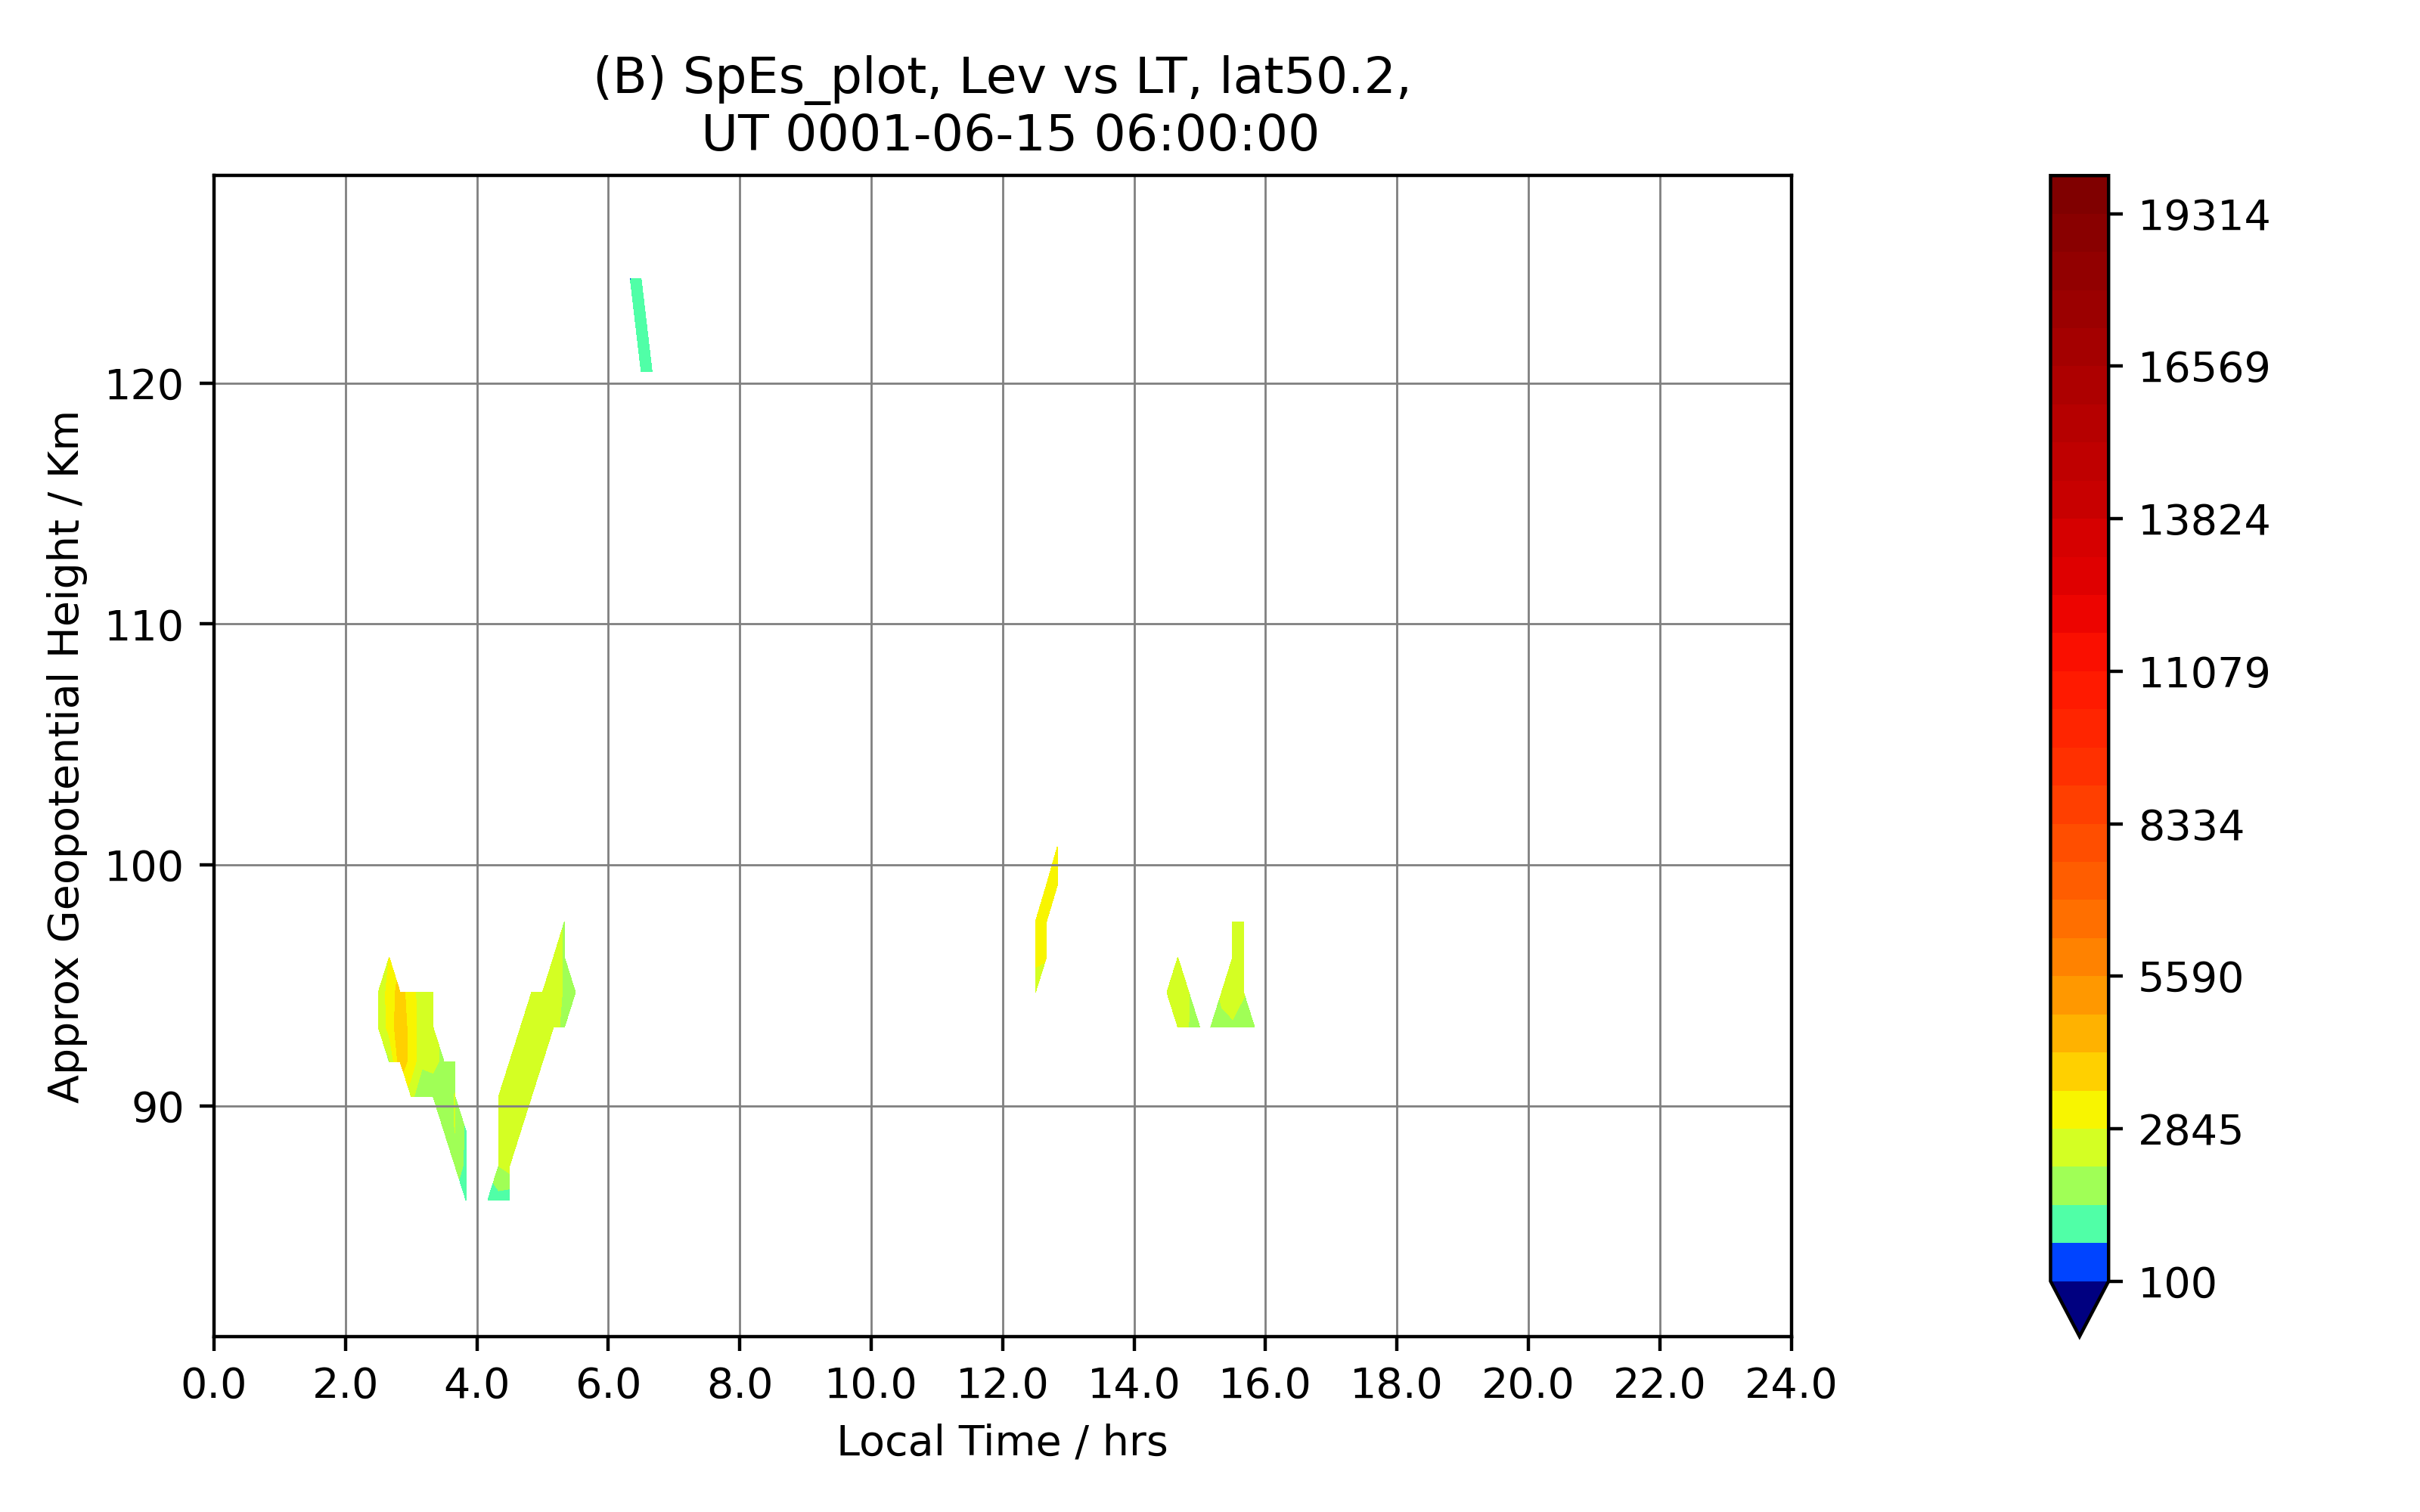 (B) SpEs_plot, Lev vs LT, lat50.2,
UT 0001-06-15 06:00:00
Approx Geopotential Height / Km
120
110
100
90
0.0 2.0 4.0 6.0 8.0 10.0 12.0 14.0 16.0 18.0 20.0 22.0 24.0
Local Time / hrs
19314
16569
13824
11079
8334
5590
2845
100